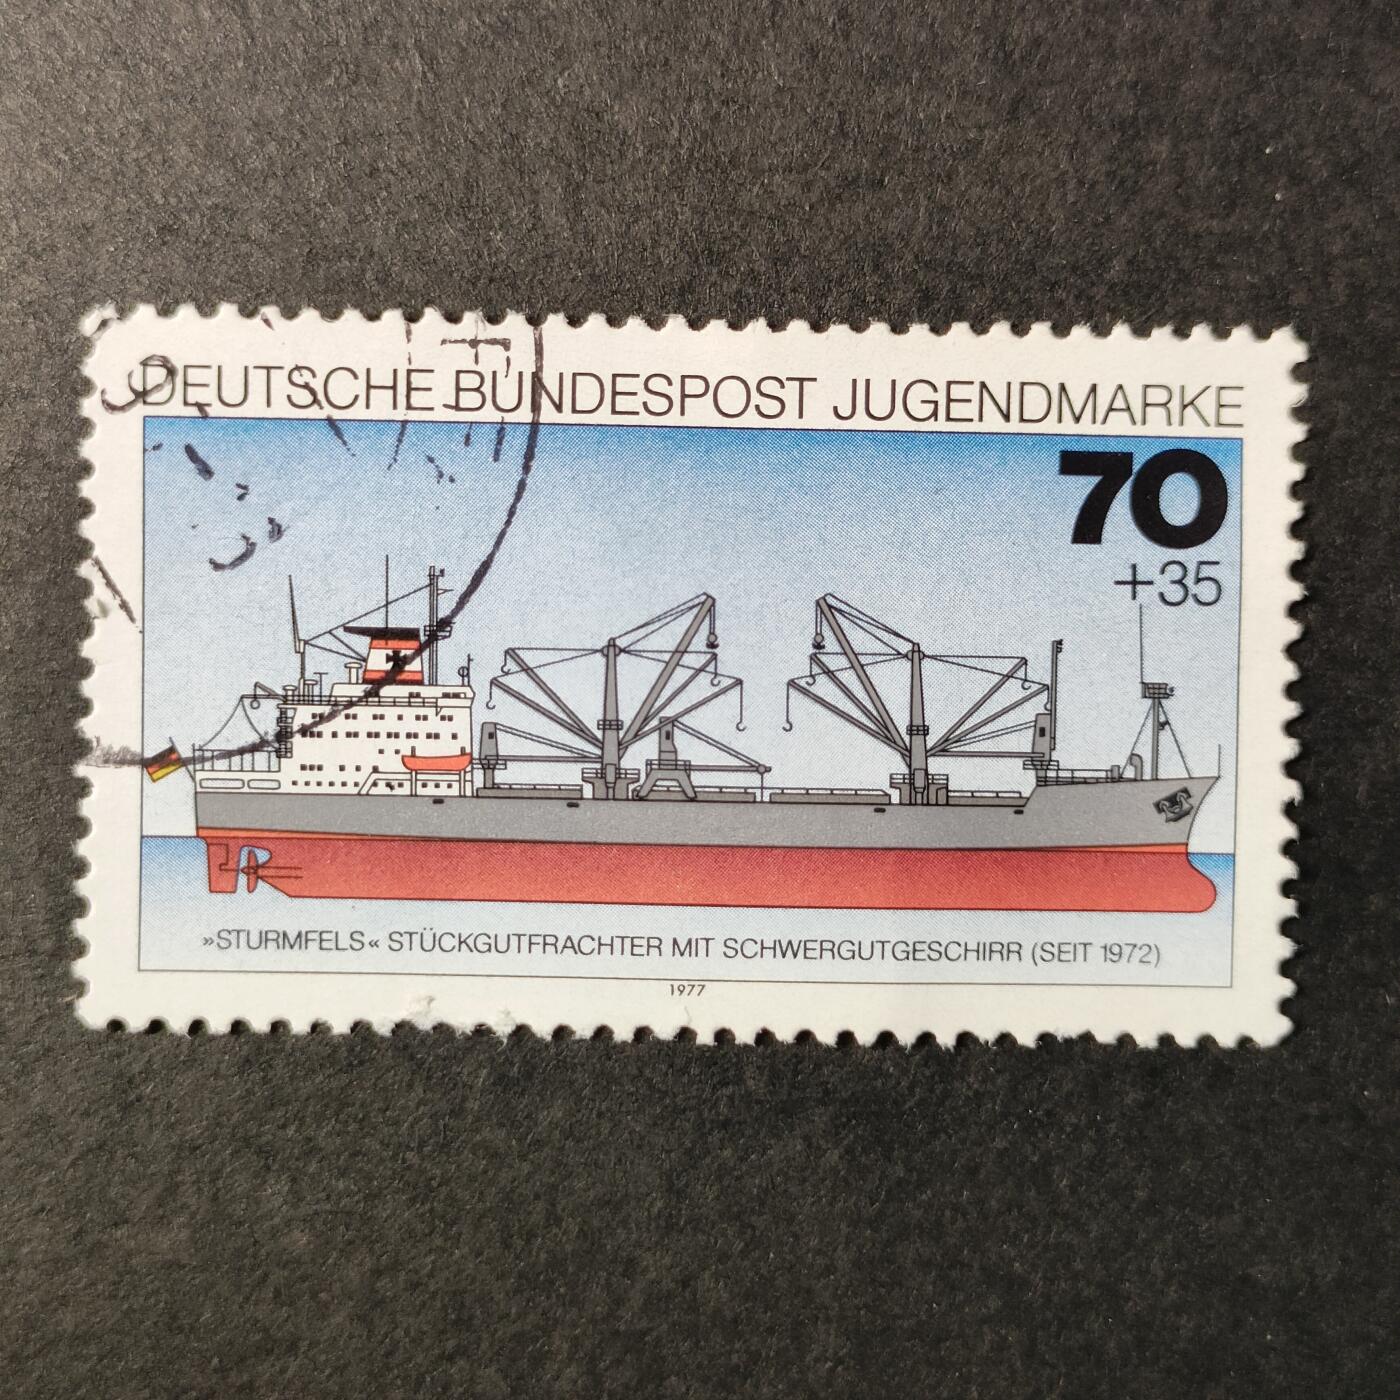 DEUTSCHE BUNDESPOST JUGENDMARKE
70
+35
»STURMFELS« STÜCKGUTFRACHTER MIT SCHWERGUTGESCHIRR (SEIT 1972)
1977